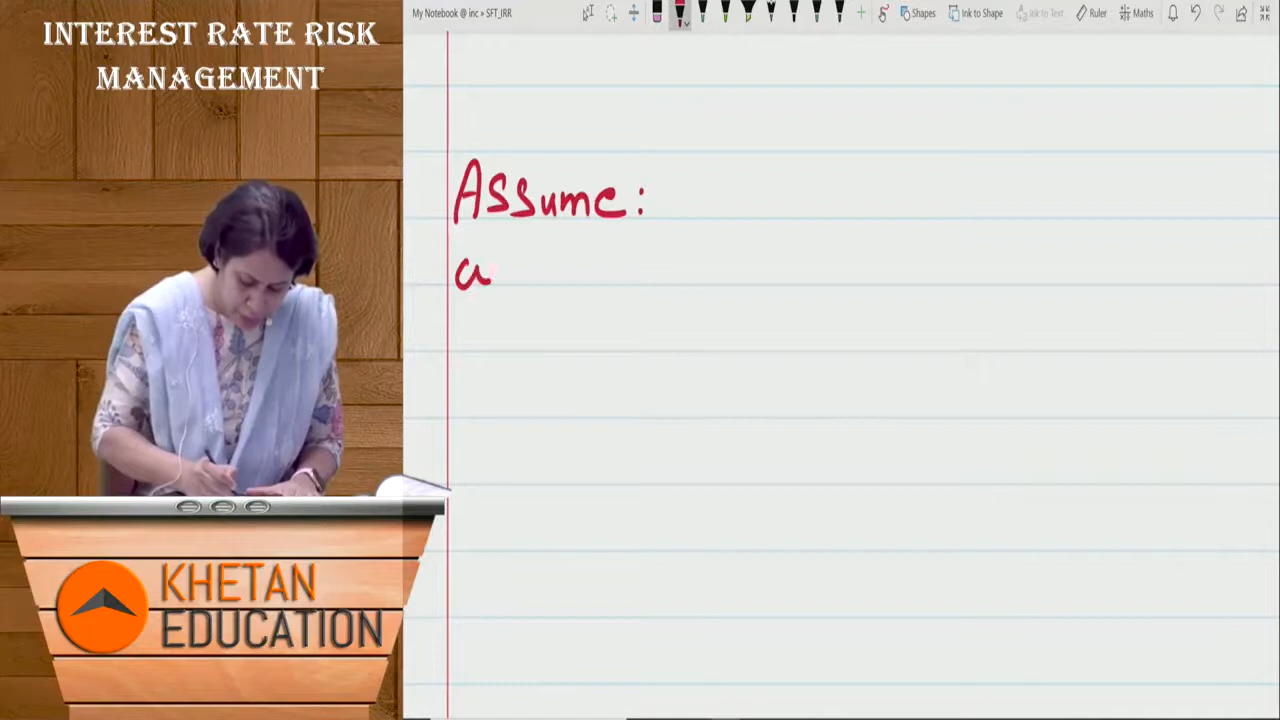 INTEREST RATE RISK
MANAGEMENT
My Notebook @ inc » SFT_IRR
Shapes
Ink to Shape
Ink to Text
Ruler
Maths
Assume:
a
KHETAN
EDUCATION